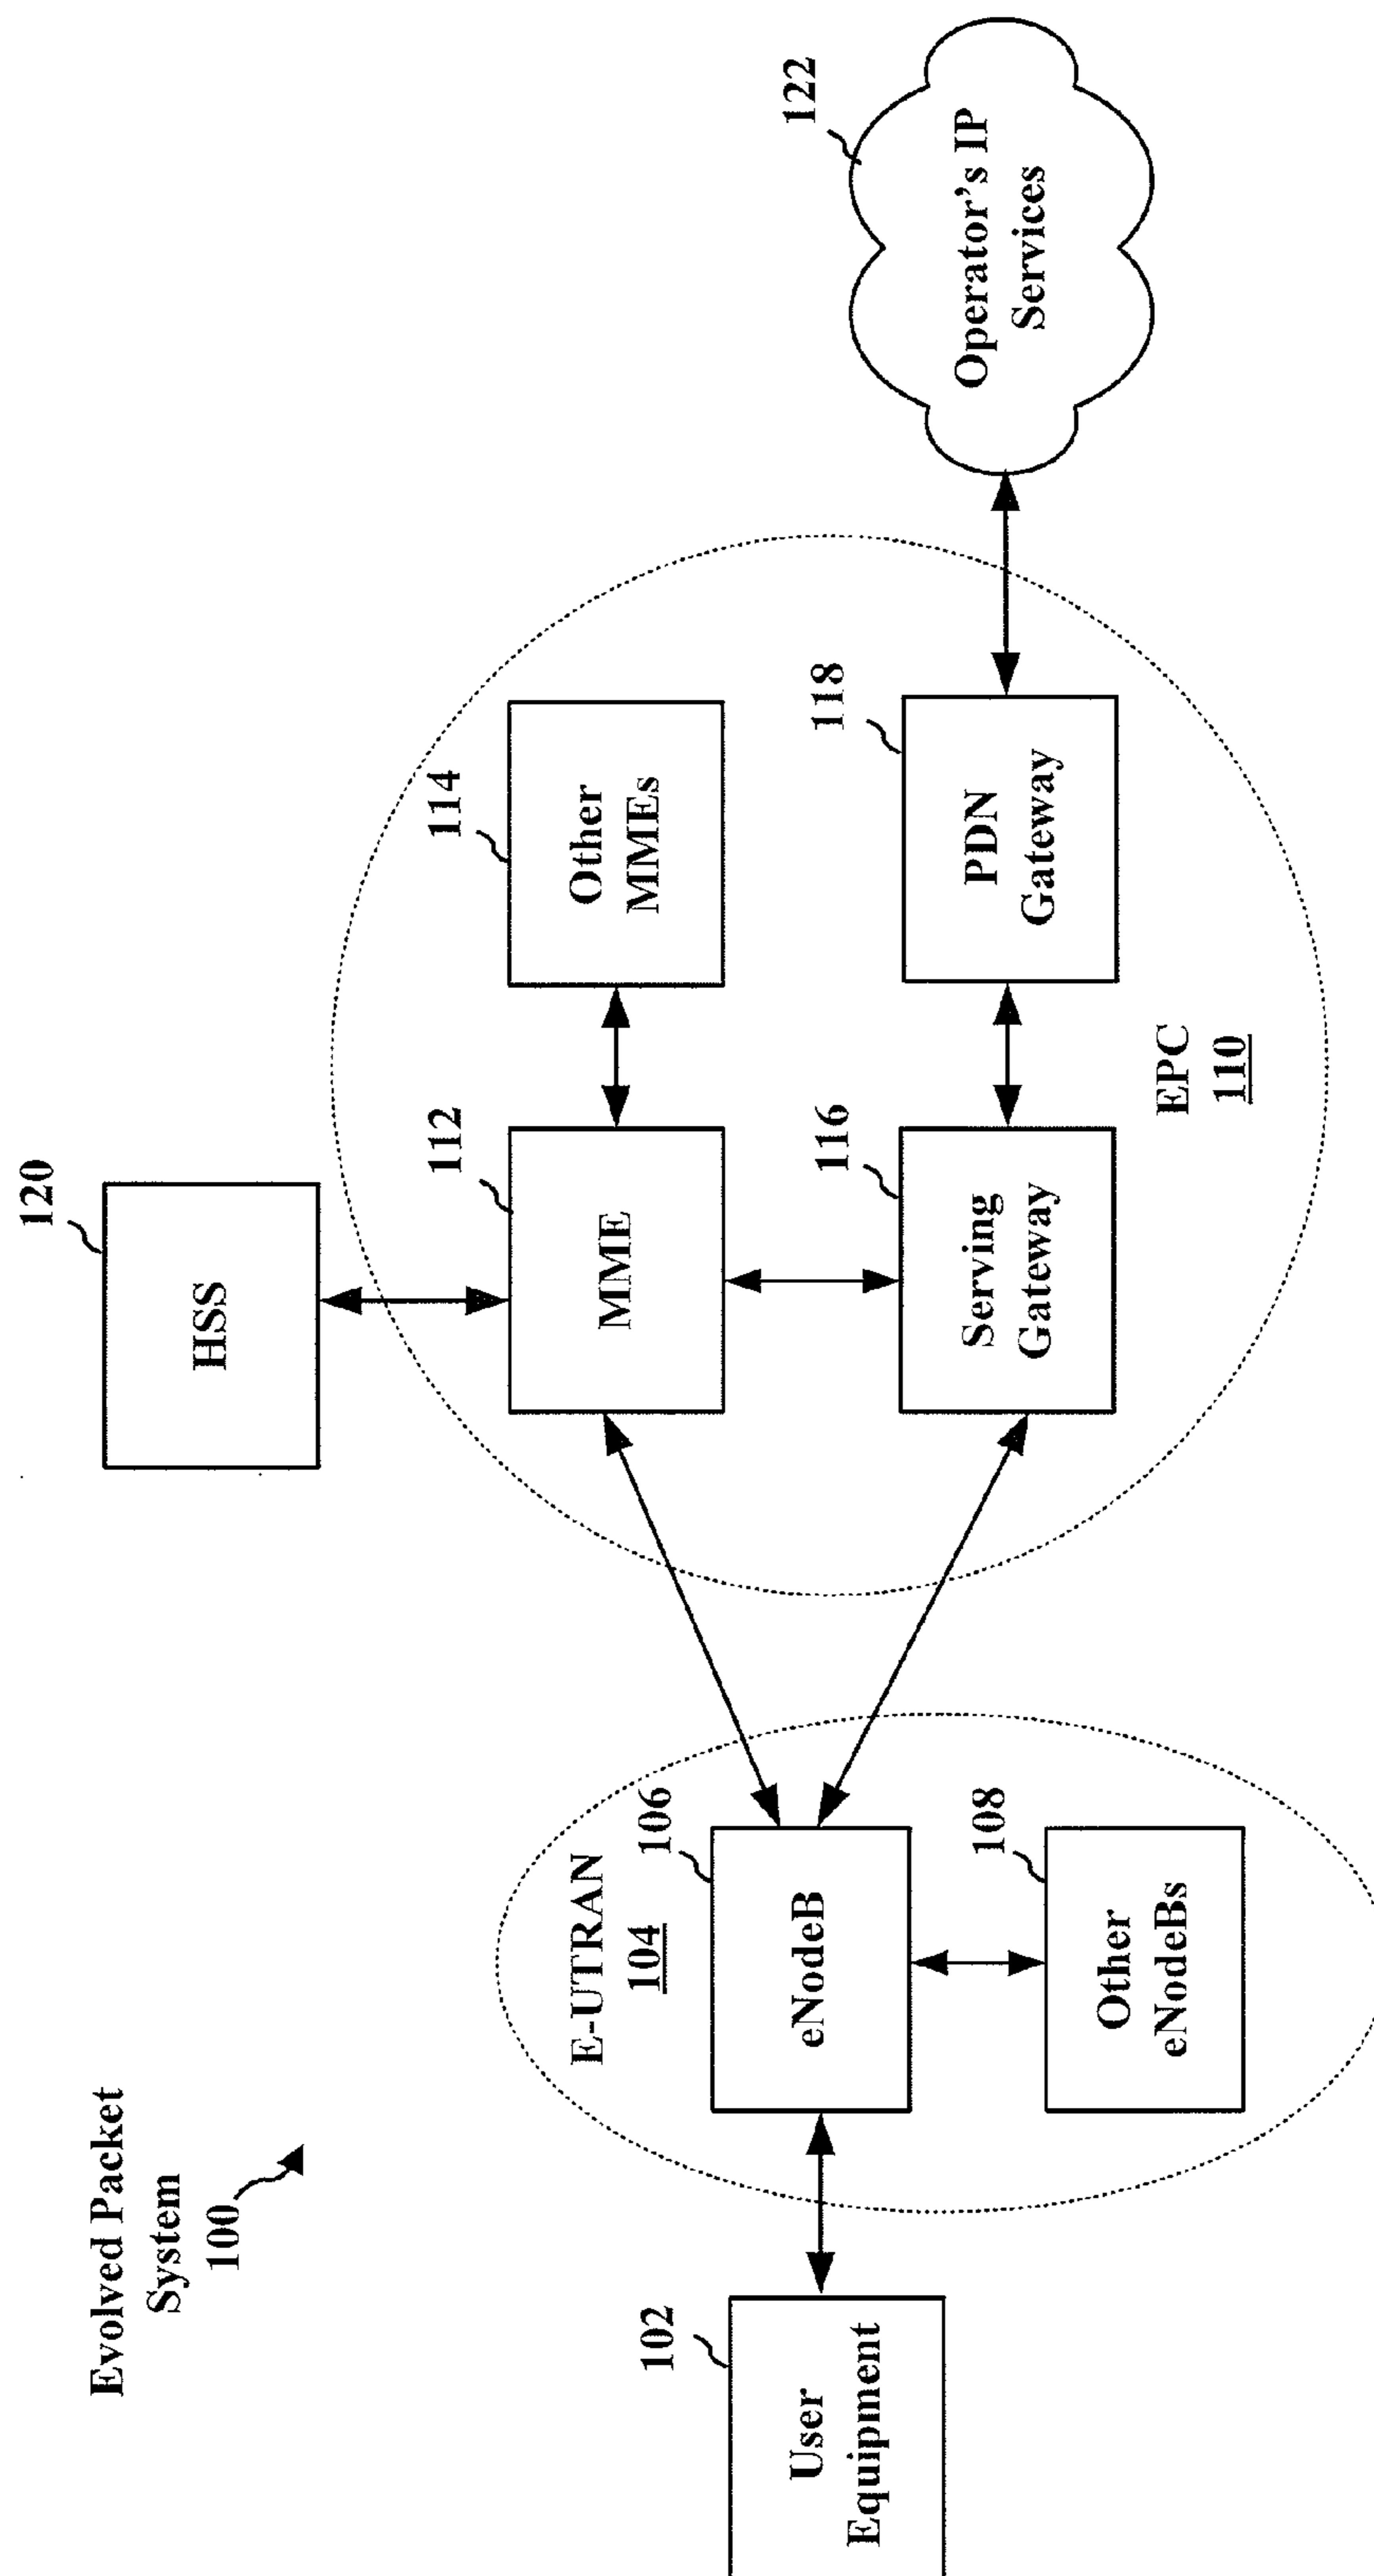 Evolved Packet
System
100
120
HSS
112
MME
114
Other
MMEs
E-UTRAN
104
106
eNodeB
116
Serving
Gateway
118
PDN
Gateway
122
Operator's IP
Services
102
User
Equipment
108
Other
eNodeBs
EPC
110